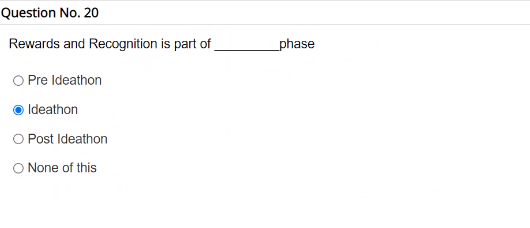 Question No. 20
Rewards and Recognition is part of __________phase
Pre Ideathon
Ideathon
Post Ideathon
None of this